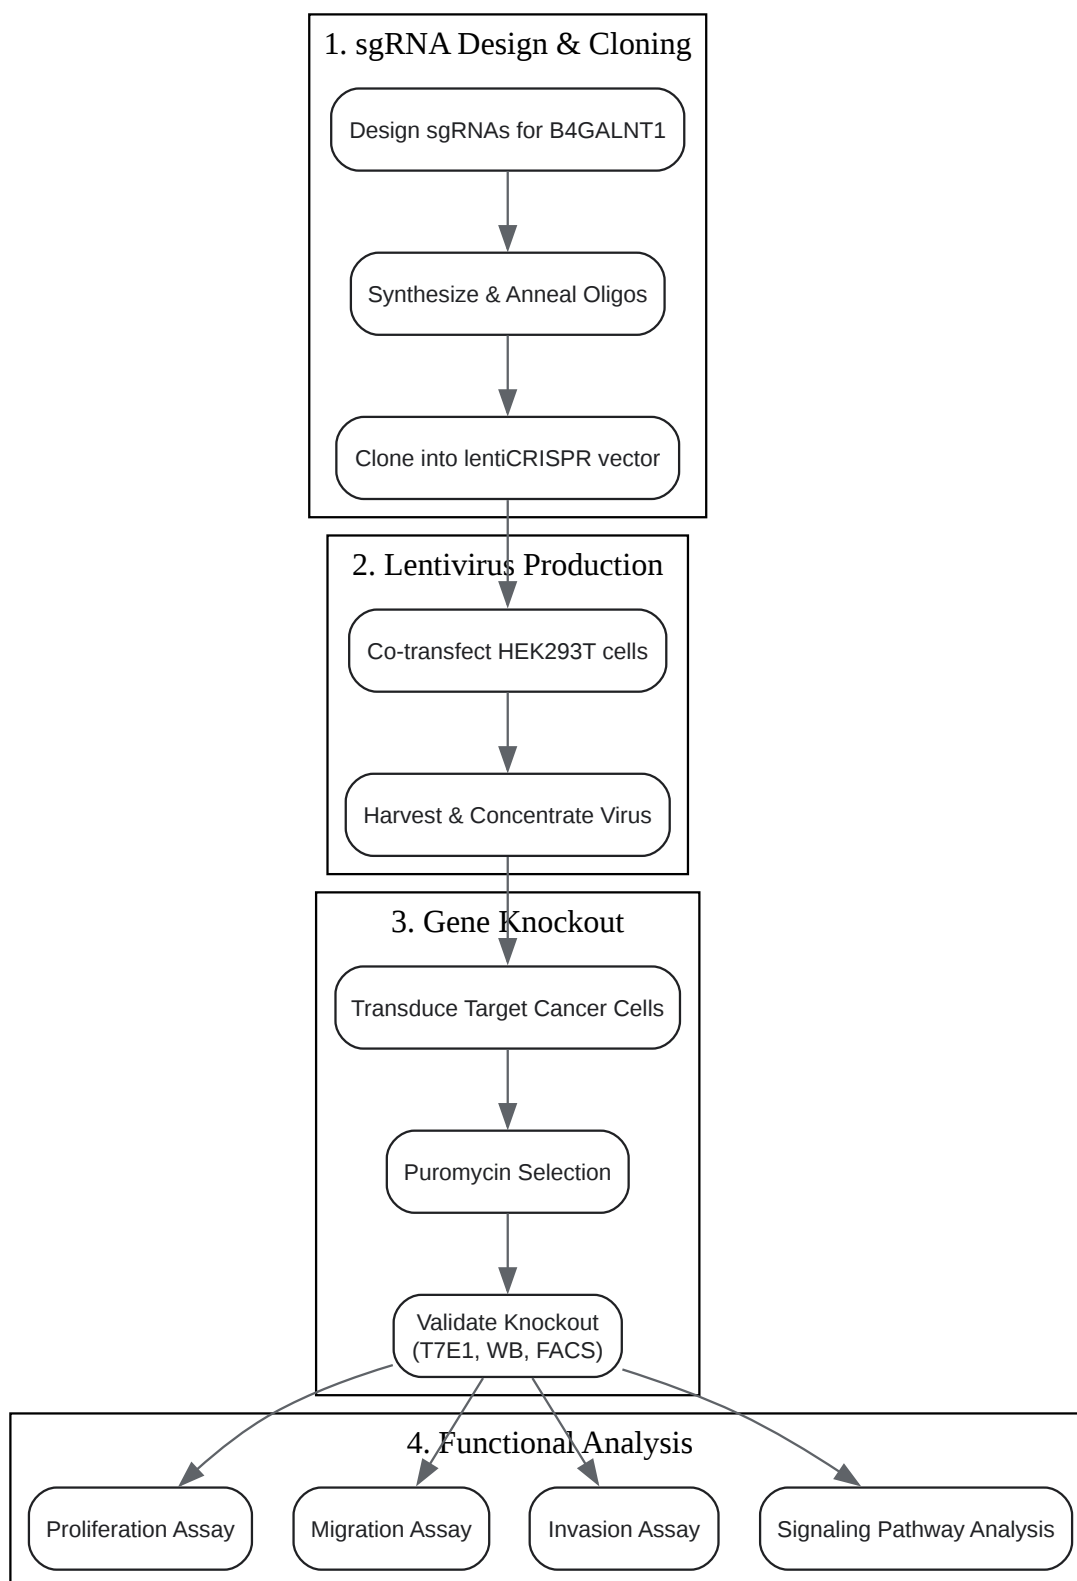 1. sgRNA Design & Cloning
Design sgRNAs for B4GALNT1
Synthesize & Anneal Oligos
Clone into lentiCRISPR vector
2. Lentivirus Production
Co-transfect HEK293T cells
Harvest & Concentrate Virus
3. Gene Knockout
Transduce Target Cancer Cells
Puromycin Selection
Validate Knockout
(T7E1, WB, FACS)
4. Functional Analysis
Proliferation Assay
Migration Assay
Invasion Assay
Signaling Pathway Analysis